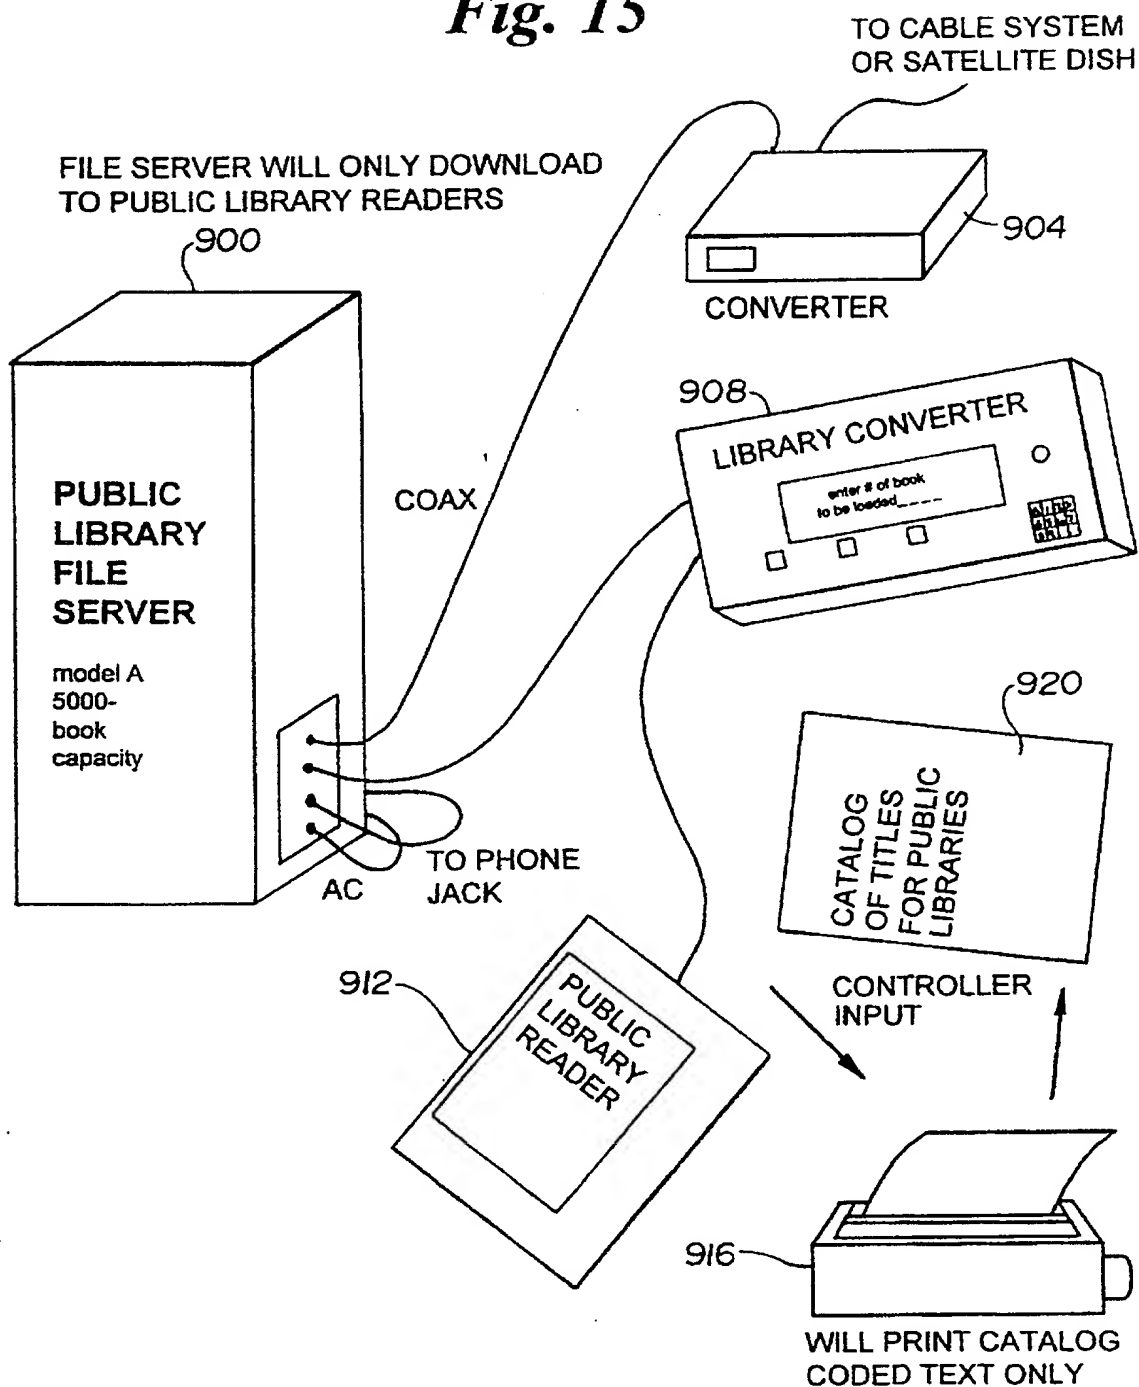 Fig. 15
TO CABLE SYSTEM
OR SATELLITE DISH
FILE SERVER WILL ONLY DOWNLOAD
TO PUBLIC LIBRARY READERS
900
904
CONVERTER
908
LIBRARY CONVERTER
enter # of book
to be loaded____
COAX
PUBLIC
LIBRARY
FILE
SERVER
model A
5000-
book
capacity
920
CATALOG
OF TITLES
FOR PUBLIC
LIBRARIES
AC
TO PHONE
JACK
912
PUBLIC
LIBRARY
READER
CONTROLLER
INPUT
916
WILL PRINT CATALOG
CODED TEXT ONLY